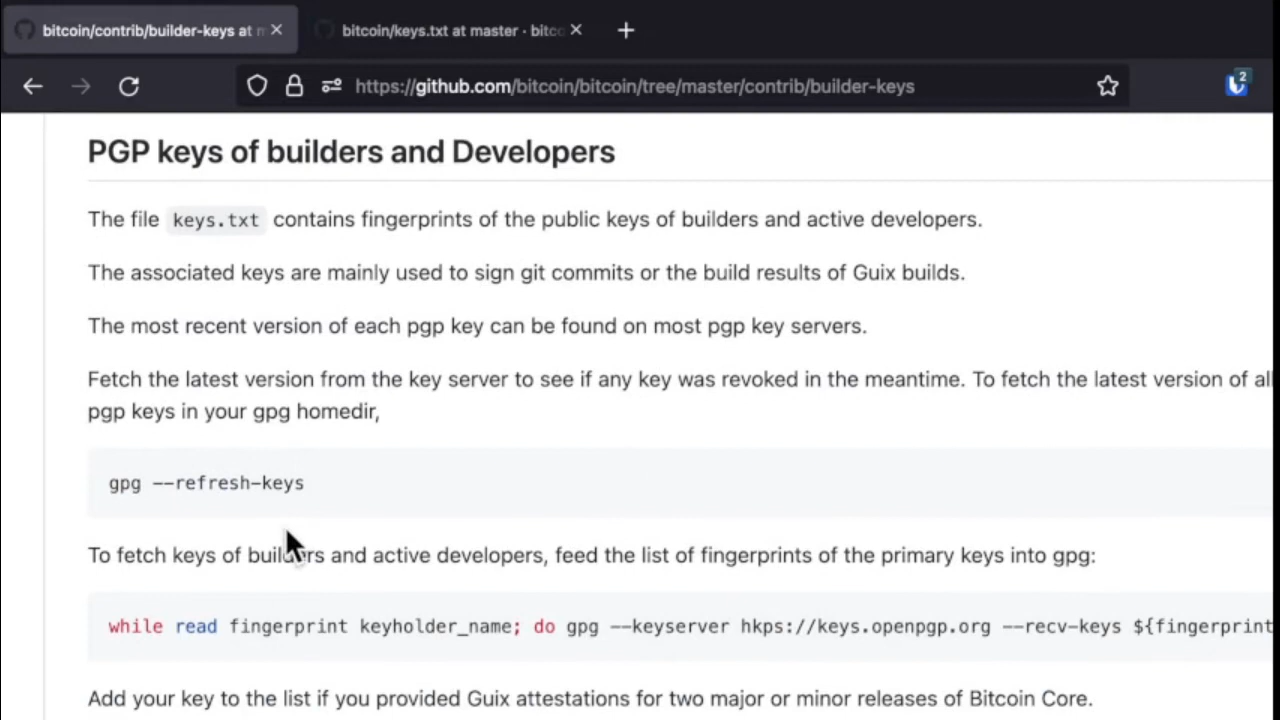 bitcoin/contrib/builder-keys at m
bitcoin/keys.txt at master · bitco
https://github.com/bitcoin/bitcoin/tree/master/contrib/builder-keys
2
PGP keys of builders and Developers
The file keys.txt contains fingerprints of the public keys of builders and active developers.
The associated keys are mainly used to sign git commits or the build results of Guix builds.
The most recent version of each pgp key can be found on most pgp key servers.
Fetch the latest version from the key server to see if any key was revoked in the meantime. To fetch the latest version of all
pgp keys in your gpg homedir,
gpg --refresh-keys
To fetch keys of builders and active developers, feed the list of fingerprints of the primary keys into gpg:
while read fingerprint keyholder_name; do gpg --keyserver hkps://keys.openpgp.org --recv-keys ${fingerprint
Add your key to the list if you provided Guix attestations for two major or minor releases of Bitcoin Core.